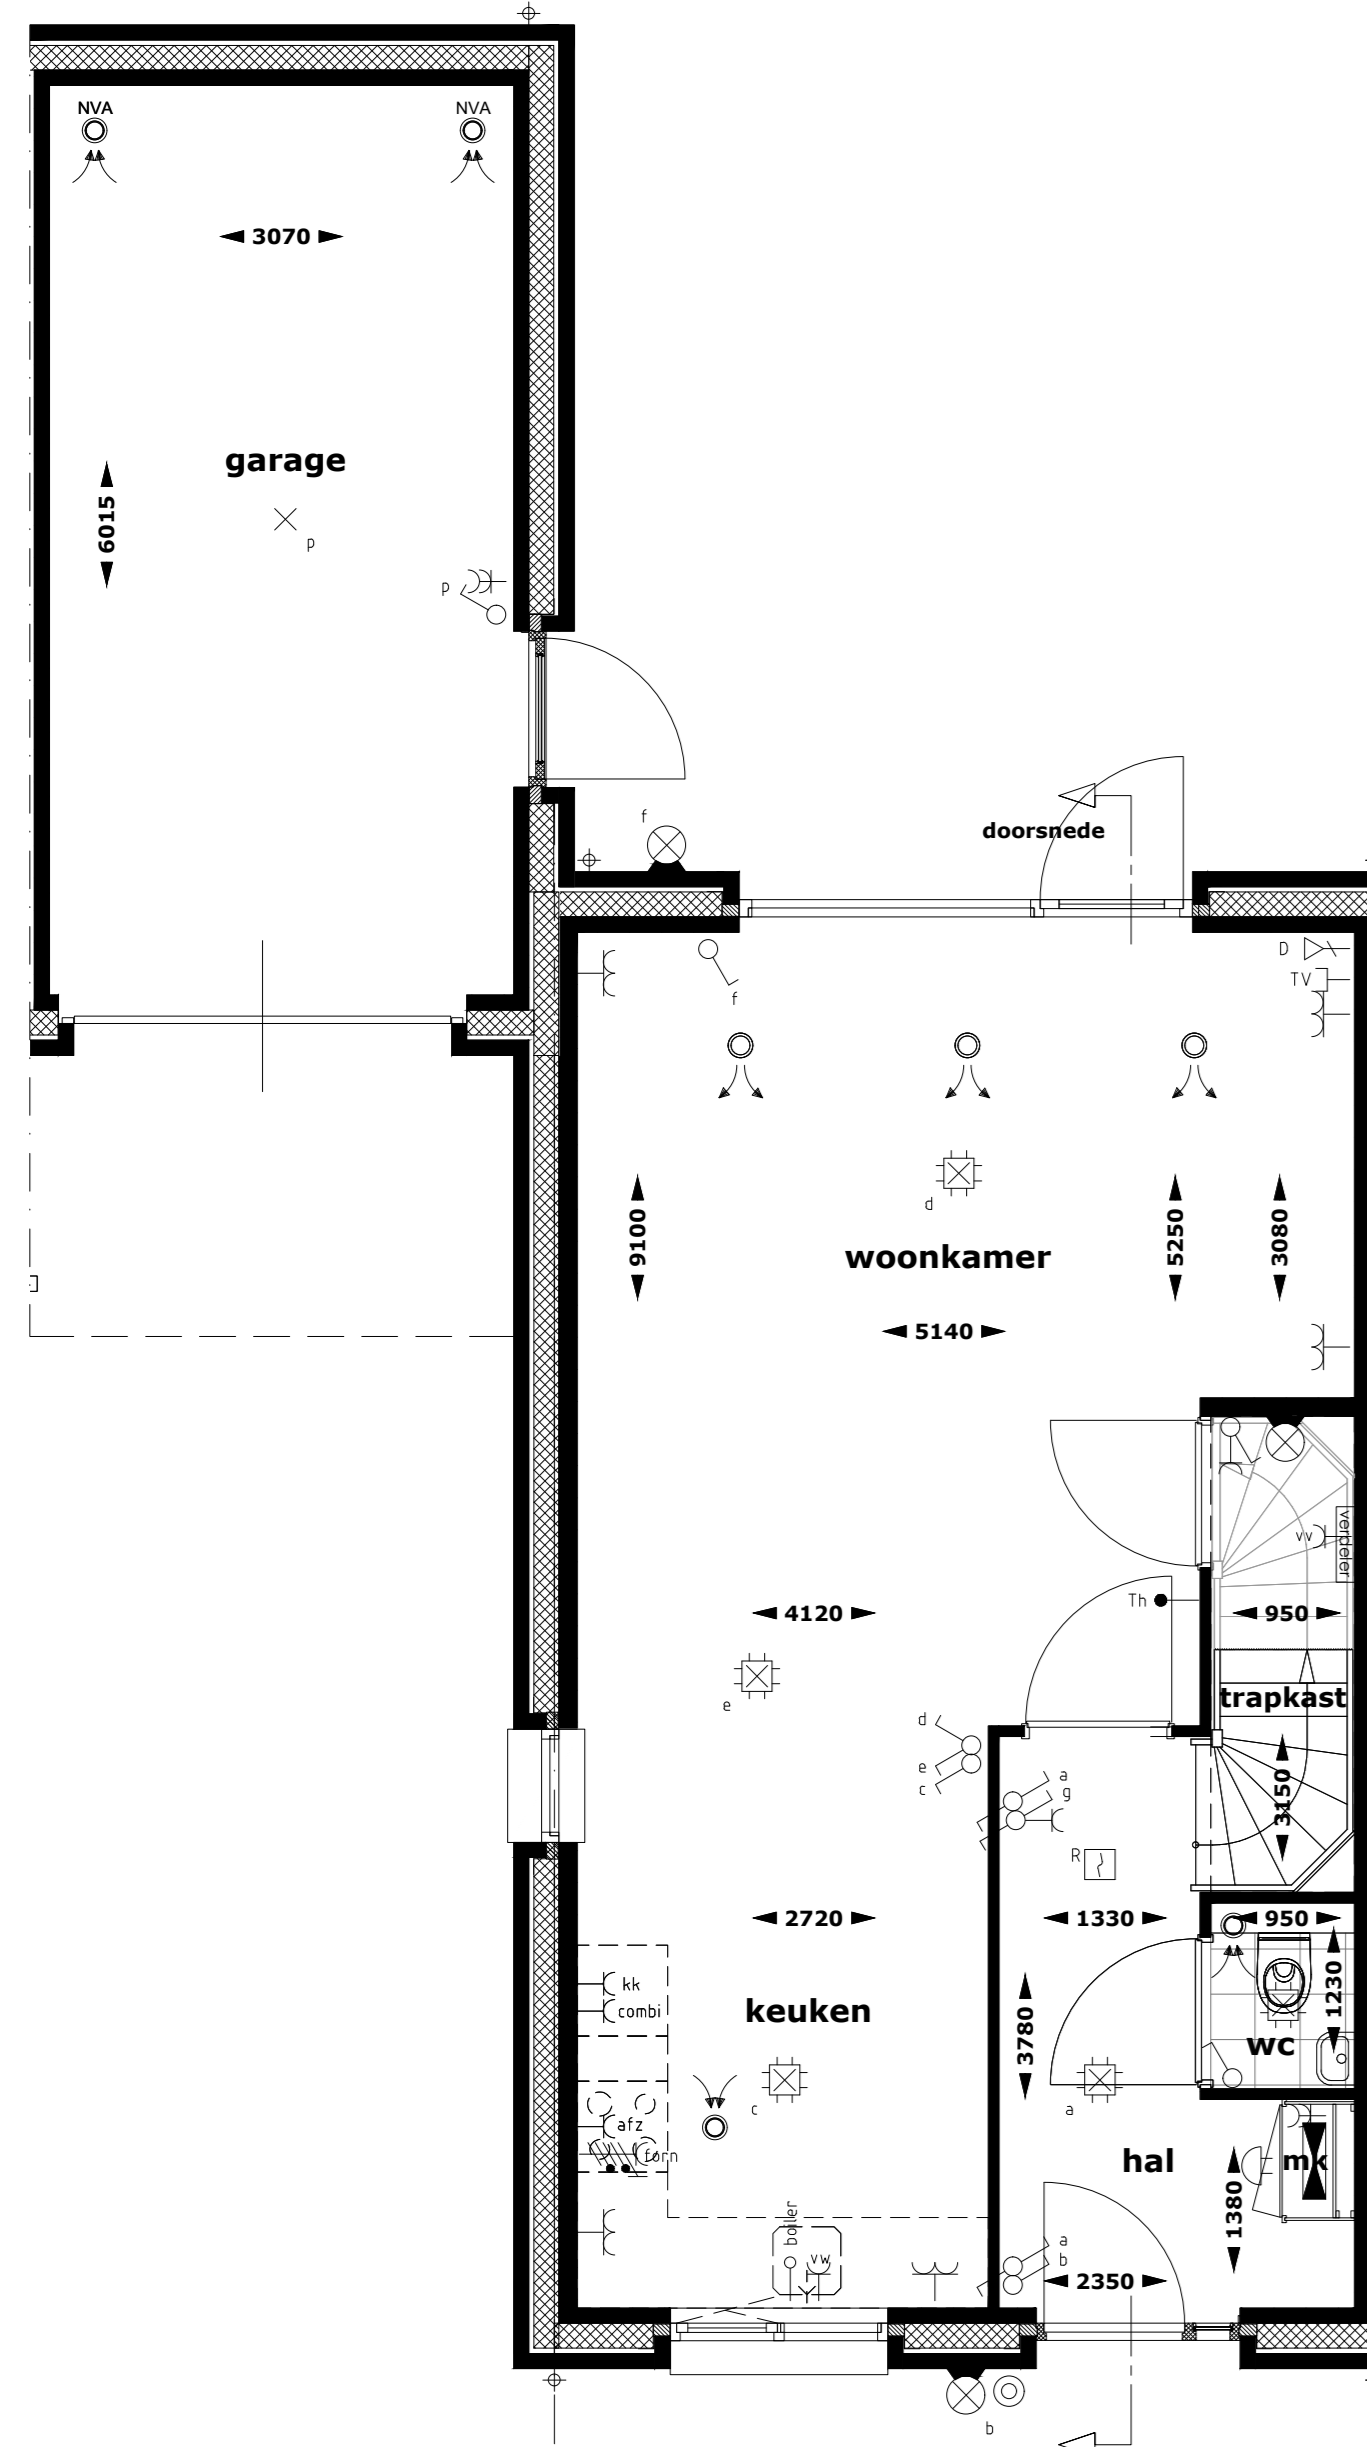 NVA
NVA
3070
garage
6015
p
p
f
doorsnede
f
D
TV
d
9100
woonkamer
5250
3080
5140
4120
Th
vv
verdeler
950
e
trapkast
d
e
c
a
g
3150
R
2720
1330
950
kk
combi
keuken
3780
1230
wc
c
a
afz
forn
hal
mk
1380
boiler
vw
a
b
2350
b